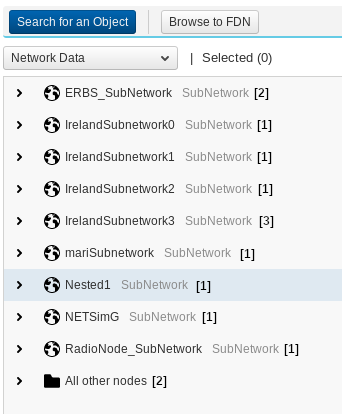 Search for an Object Browse to FDN
Network Data | Selected (0)
ERBS_SubNetwork SubNetwork [2]
IrelandSubnetwork0 SubNetwork [1]
IrelandSubnetwork1 SubNetwork [1]
IrelandSubnetwork2 SubNetwork [1]
IrelandSubnetwork3 SubNetwork [3]
mariSubnetwork SubNetwork [1]
Nested1 SubNetwork [1]
NETSimG SubNetwork [1]
RadioNode_SubNetwork SubNetwork [1]
All other nodes [2]